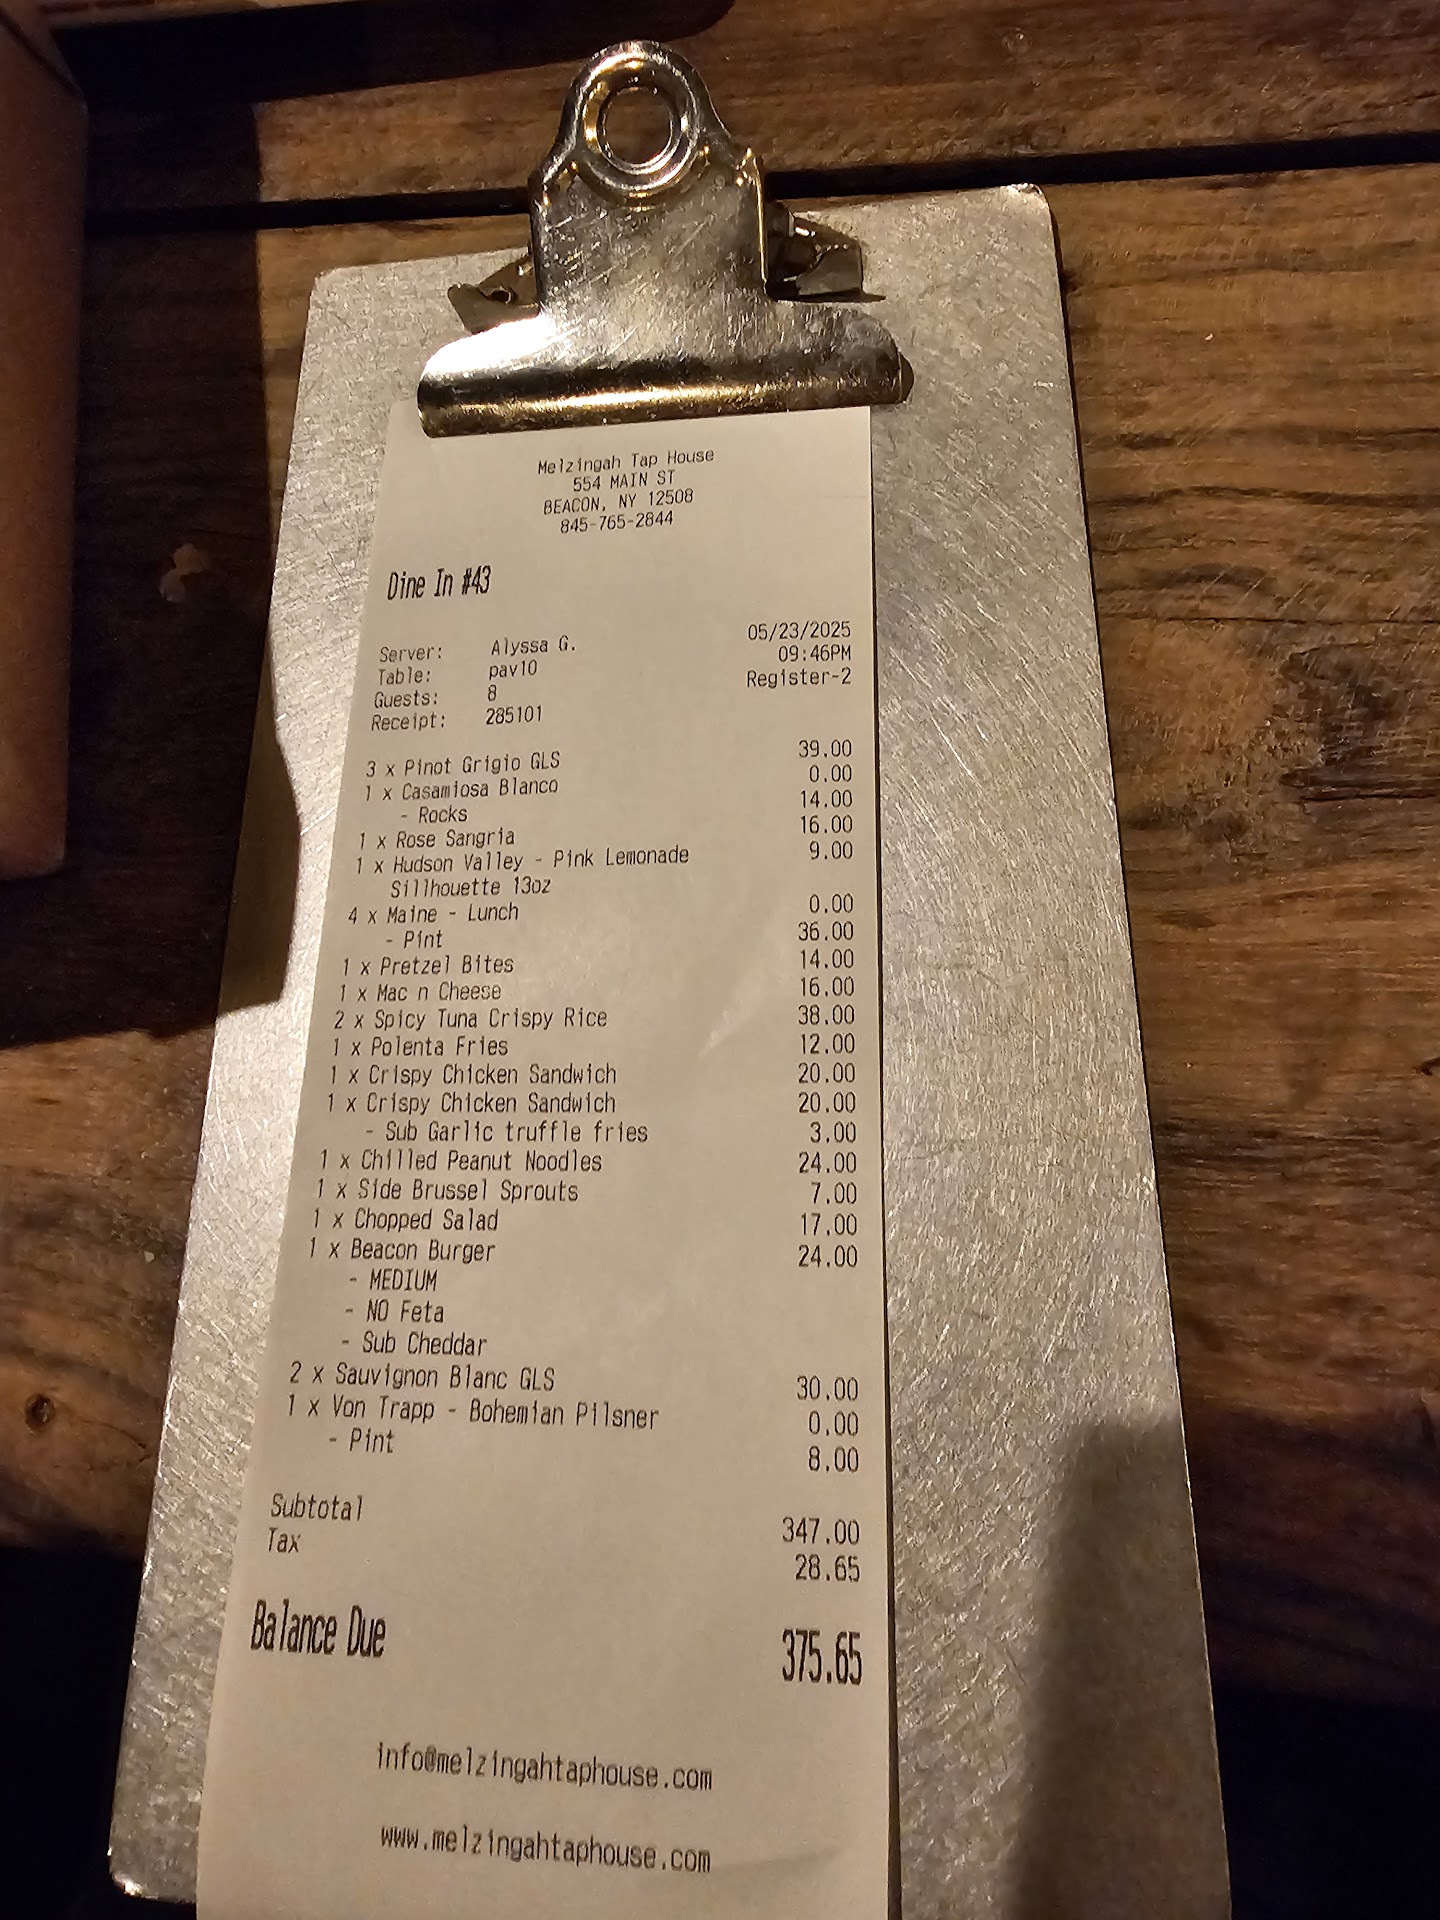 Melzingah Tap House
554 MAIN ST
BEACON, NY 12508
845-765-2844
Dine In #43
Server: Alyssa G. 05/23/2025
Table: pav10 09:46PM
Guests: 8 Register-2
Receipt: 285101
3 x Pinot Grigio GLS 39.00
1 x Casamiosa Blanco 0.00
- Rocks 14.00
1 x Rose Sangria 16.00
1 x Hudson Valley - Pink Lemonade 9.00
Sillhouette 13oz
4 x Maine - Lunch 0.00
- Pint 36.00
1 x Pretzel Bites 14.00
1 x Mac n Cheese 16.00
2 x Spicy Tuna Crispy Rice 38.00
1 x Polenta Fries 12.00
1 x Crispy Chicken Sandwich 20.00
1 x Crispy Chicken Sandwich 20.00
- Sub Garlic truffle fries 3.00
1 x Chilled Peanut Noodles 24.00
1 x Side Brussel Sprouts 7.00
1 x Chopped Salad 17.00
1 x Beacon Burger 24.00
- MEDIUM
- NO Feta
- Sub Cheddar
2 x Sauvignon Blanc GLS 30.00
1 x Von Trapp - Bohemian Pilsner 0.00
- Pint 8.00
Subtotal 347.00
Tax 28.65
Balance Due 375.65
info@melzingahtaphouse.com
www.melzingahtaphouse.com